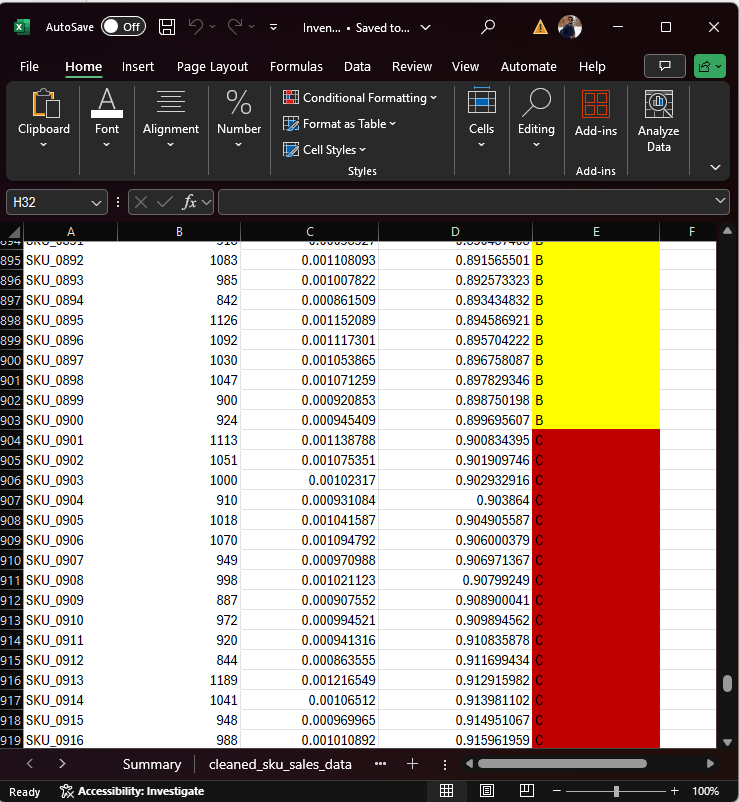 AutoSave Off Inven... • Saved to...
File Home Insert Page Layout Formulas Data Review View Automate Help
Clipboard Font Alignment Number Conditional Formatting Format as Table Cell Styles Cells Editing Add-ins Analyze Data
Styles Add-ins
H32 fx
A B C D E F
895 SKU_0892 1083 0.001108093 0.891565501 B
896 SKU_0893 985 0.001007822 0.892573323 B
897 SKU_0894 842 0.000861509 0.893434832 B
898 SKU_0895 1126 0.001152089 0.894586921 B
899 SKU_0896 1092 0.001117301 0.895704222 B
900 SKU_0897 1030 0.001053865 0.896758087 B
901 SKU_0898 1047 0.001071259 0.897829346 B
902 SKU_0899 900 0.000920853 0.898750198 B
903 SKU_0900 924 0.000945409 0.899695607 B
904 SKU_0901 1113 0.001138788 0.900834395 C
905 SKU_0902 1051 0.001075351 0.901909746 C
906 SKU_0903 1000 0.00102317 0.902932916 C
907 SKU_0904 910 0.000931084 0.903864 C
908 SKU_0905 1018 0.001041587 0.904905587 C
909 SKU_0906 1070 0.001094792 0.906000379 C
910 SKU_0907 949 0.000970988 0.906971367 C
911 SKU_0908 998 0.001021123 0.90799249 C
912 SKU_0909 887 0.000907552 0.908900041 C
913 SKU_0910 972 0.000994521 0.909894562 C
914 SKU_0911 920 0.000941316 0.910835878 C
915 SKU_0912 844 0.000863555 0.911699434 C
916 SKU_0913 1189 0.001216549 0.912915982 C
917 SKU_0914 1041 0.00106512 0.913981102 C
918 SKU_0915 948 0.000969965 0.914951067 C
919 SKU_0916 988 0.001010892 0.915961959 C
Summary cleaned_sku_sales_data ...
Ready Accessibility: Investigate 100%